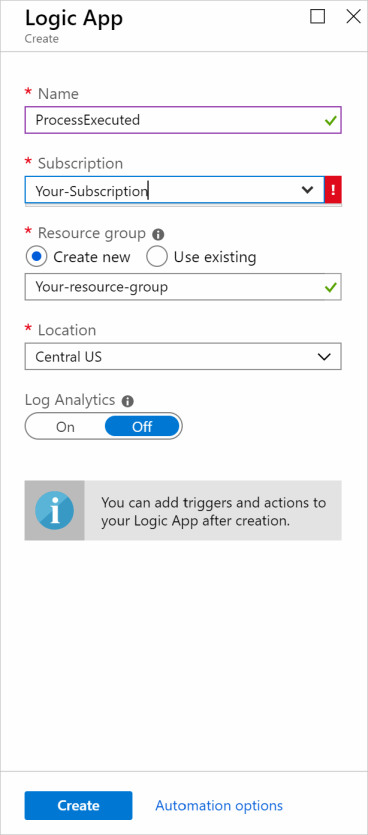 Logic App
Create
* Name
ProcessExecuted
* Subscription
Your-Subscription
!
* Resource group i
Create new Use existing
Your-resource-group
* Location
Central US
Log Analytics i
On Off
i
You can add triggers and actions to
your Logic App after creation.
Create Automation options